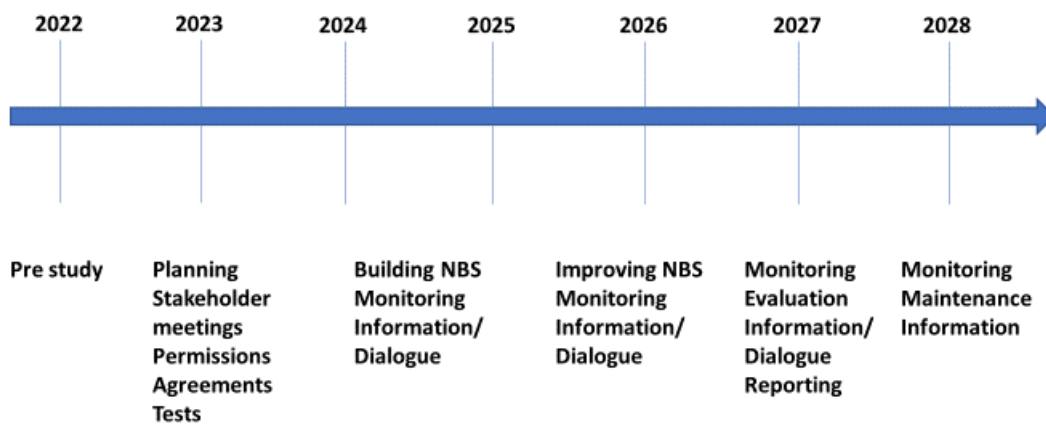 2022 2023 2024 2025 2026 2027 2028
Pre study
Planning
Stakeholder
meetings
Permissions
Agreements
Tests
Building NBS
Monitoring
Information/
Dialogue
Improving NBS
Monitoring
Information/
Dialogue
Monitoring
Evaluation
Information/
Dialogue
Reporting
Monitoring
Maintenance
Information